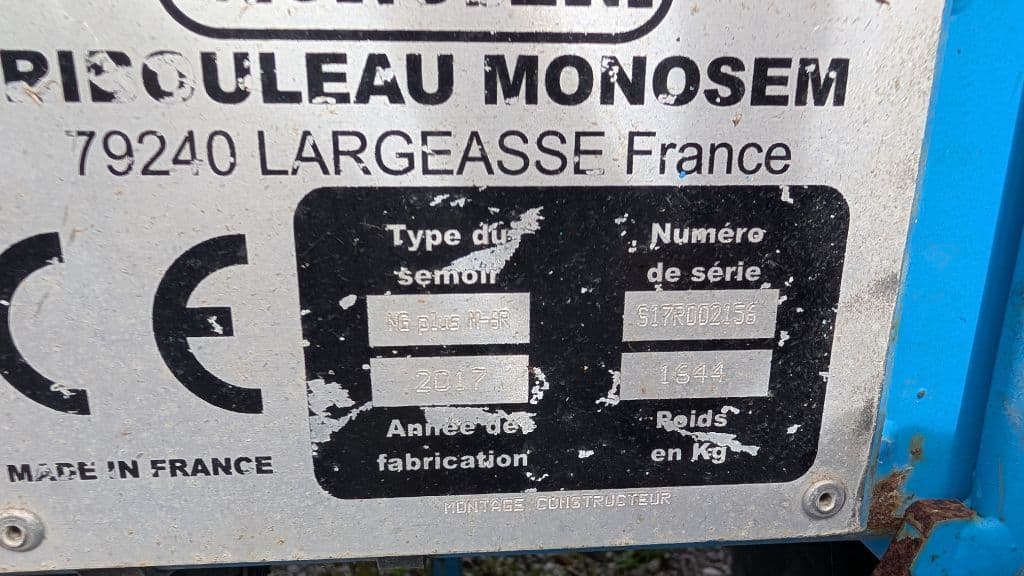 RIBOULEAU MONOSEM
79240 LARGEASSE France
CE
Type du semoir
Numéro de série
NG plus M-6R
S17R002156
2017
1644
Année de fabrication
Poids en Kg
MADE IN FRANCE
MONTAGE CONSTRUCTEUR